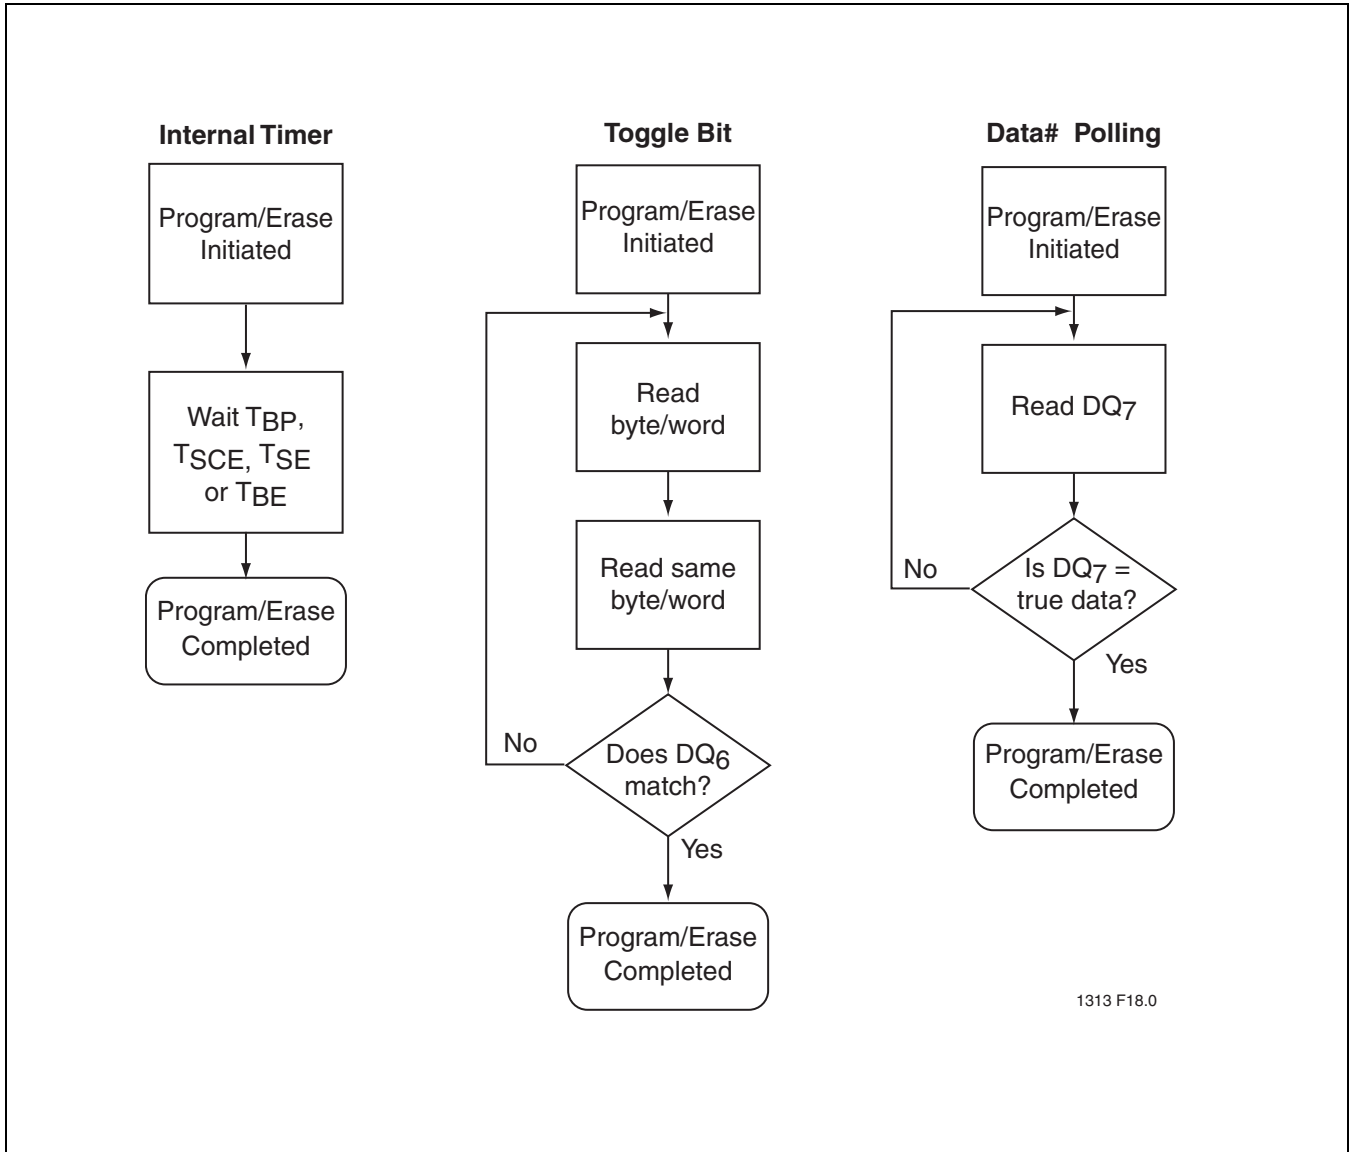 Internal Timer
Program/Erase
Initiated
Wait TBP,
TSCE, TSE
or TBE
Program/Erase
Completed
Toggle Bit
Program/Erase
Initiated
Read
byte/word
Read same
byte/word
No
Does DQ6
match?
Yes
Program/Erase
Completed
Data# Polling
Program/Erase
Initiated
Read DQ7
No
Is DQ7 =
true data?
Yes
Program/Erase
Completed
1313 F18.0